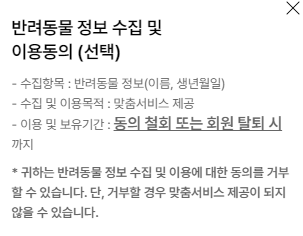 반려동물 정보 수집 및
이용동의 (선택)
- 수집항목 : 반려동물 정보(이름, 생년월일)
- 수집 및 이용목적 : 맞춤서비스 제공
- 이용 및 보유기간 : 동의 철회 또는 회원 탈퇴 시
까지
* 귀하는 반려동물 정보 수집 및 이용에 대한 동의를 거부
할 수 있습니다. 단, 거부할 경우 맞춤서비스 제공이 되지
않을 수 있습니다.